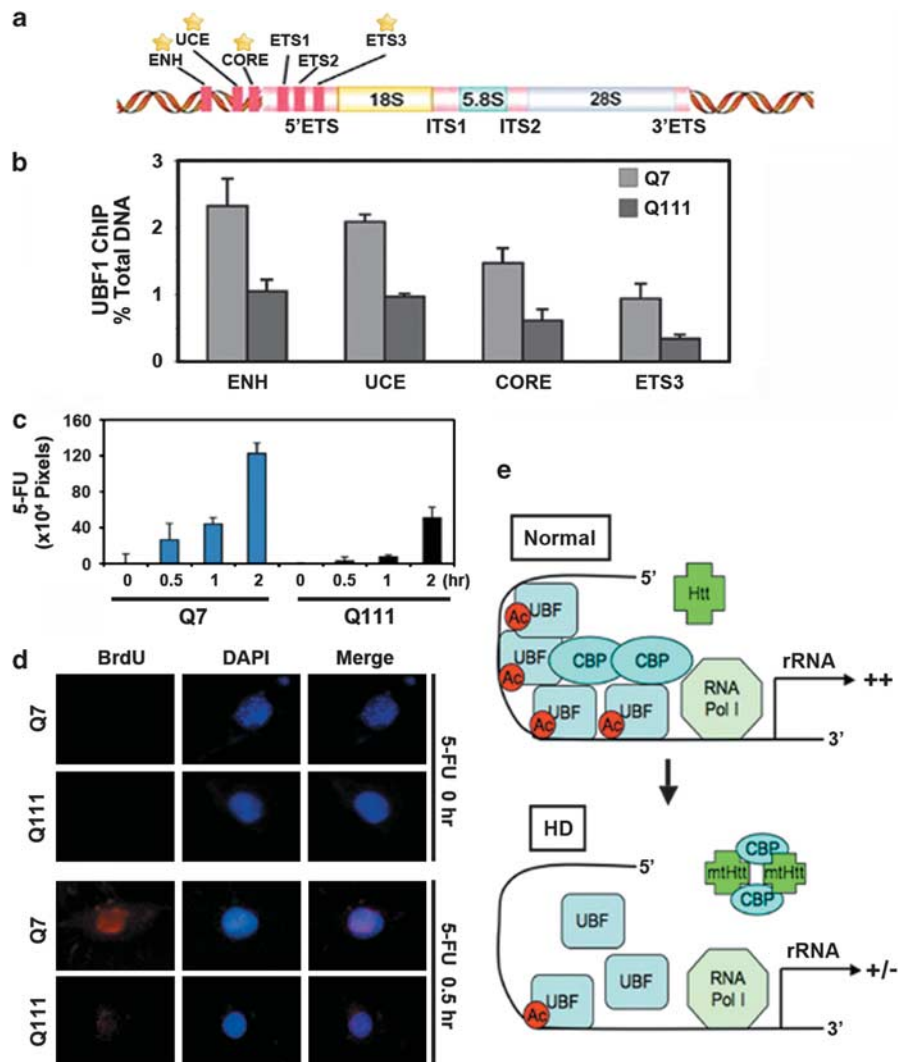 a
UCE
ENH
CORE
ETS1
ETS2
ETS3
18S
5.8S
28S
5'ETS
ITS1
ITS2
3'ETS
b
UBF1 ChIP
% Total DNA
3
2
1
0
Q7
Q111
ENH
UCE
CORE
ETS3
c
5-FU
(x10⁴ Pixels)
160
120
80
40
0
0 0.5 1 2 0 0.5 1 2 (hr)
Q7
Q111
d
BrdU
DAPI
Merge
Q7
Q111
5-FU 0 hr
Q7
Q111
5-FU 0.5 hr
e
Normal
5'
Htt
Ac
UBF
Ac
UBF
CBP
CBP
Ac
UBF
Ac
UBF
RNA
Pol I
rRNA
++
3'
HD
5'
CBP
mtHtt
mtHtt
CBP
UBF
UBF
Ac
UBF
RNA
Pol I
rRNA
+/-
3'